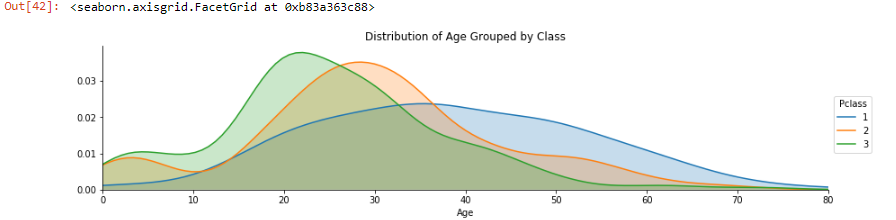 Out[42]: <seaborn.axisgrid.FacetGrid at 0xb83a363c88>
Distribution of Age Grouped by Class
0.03
0.02
0.01
0.00
0 10 20 30 40 50 60 70 80
Age
Pclass
1
2
3